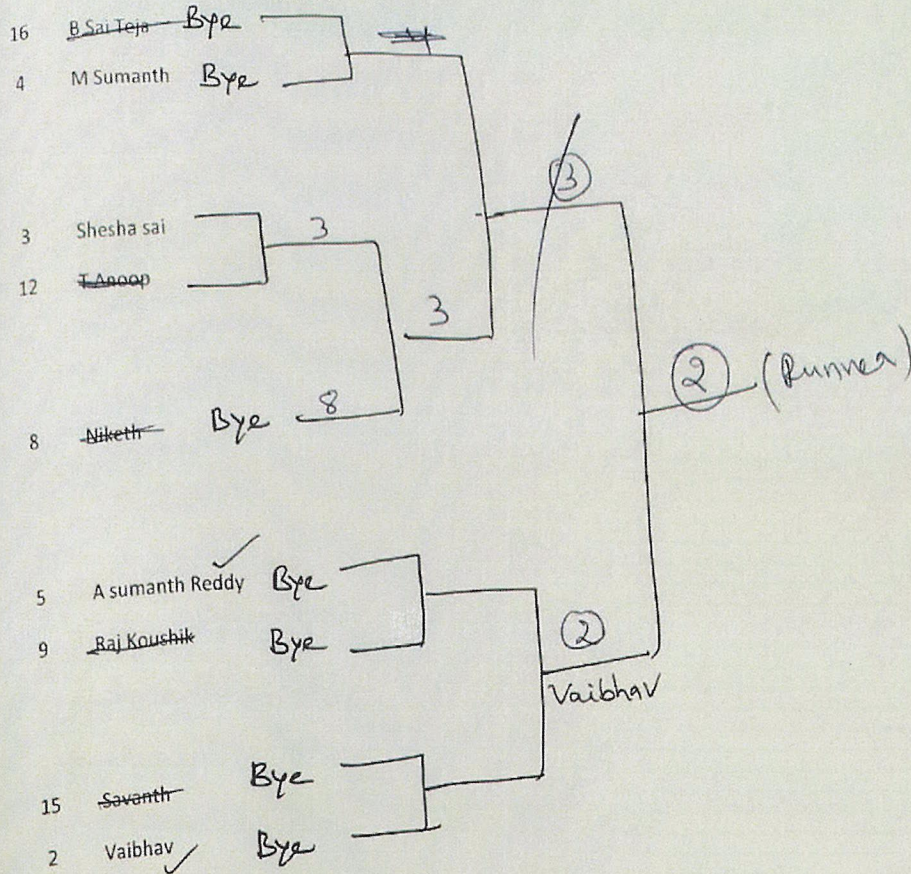 16 B Sai Teja Bye
4 M Sumanth Bye
3
3 Shesha sai 3
12 T Anoop
3
2 (Runner)
8 Niketh Bye 8
5 A sumanth Reddy Bye
9 Raj Koushik Bye
2
Vaibhav
15 Savanth Bye
2 Vaibhav Bye